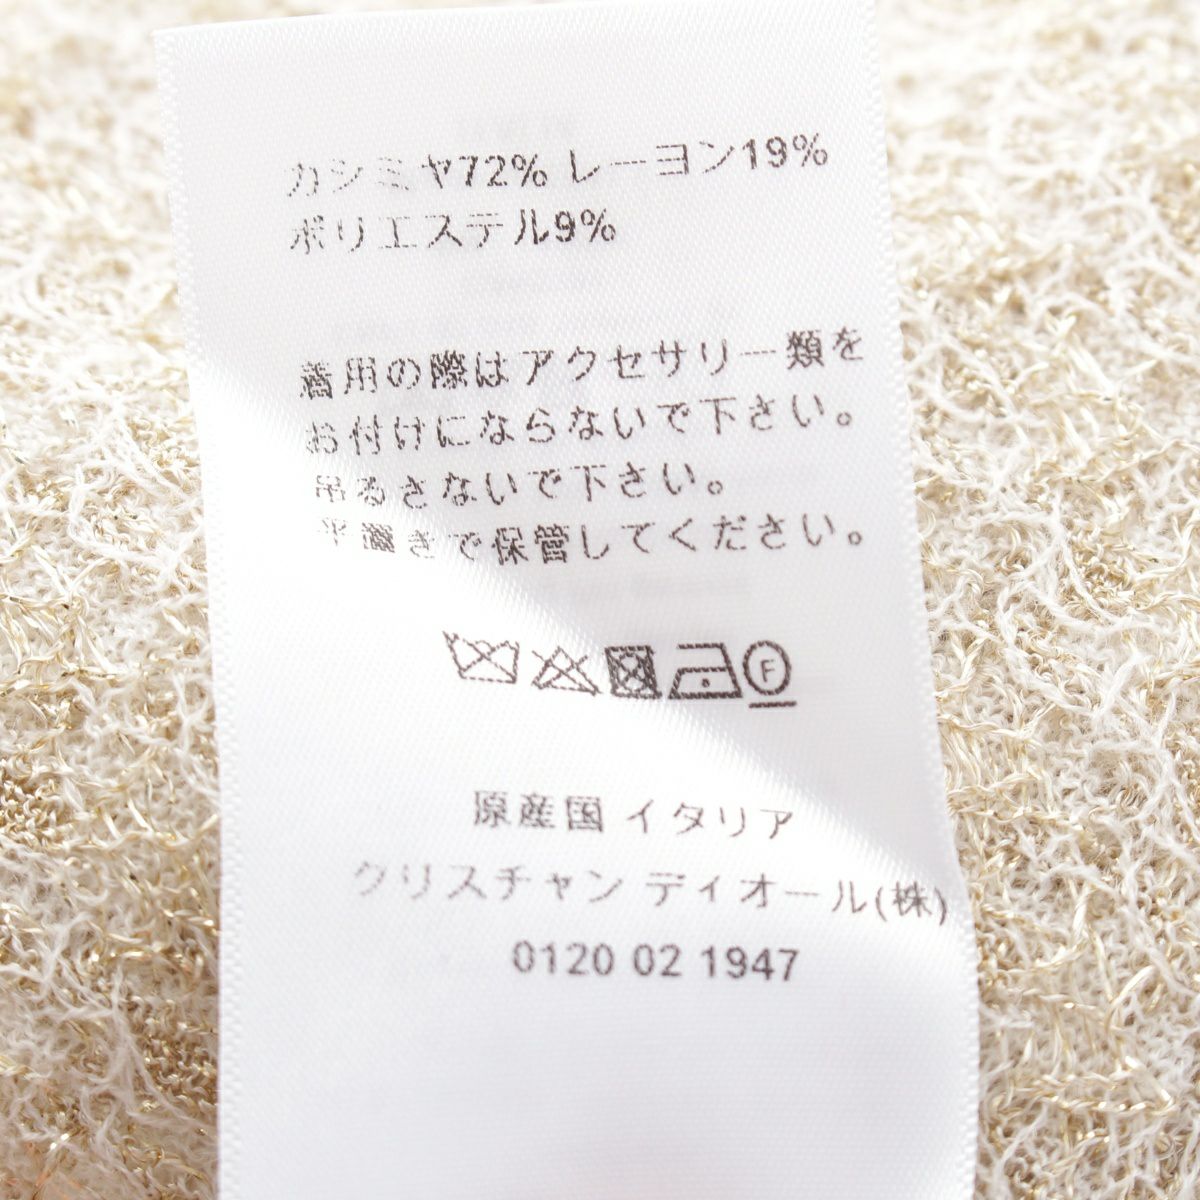 カシミヤ72% レーヨン19%
ポリエステル9%
着用の際はアクセサリー類を
お付けにならないで下さい。
吊るさないで下さい。
平置きで保管してください。
F
原産国 イタリア
クリスチャン ディオール(株)
0120 02 1947